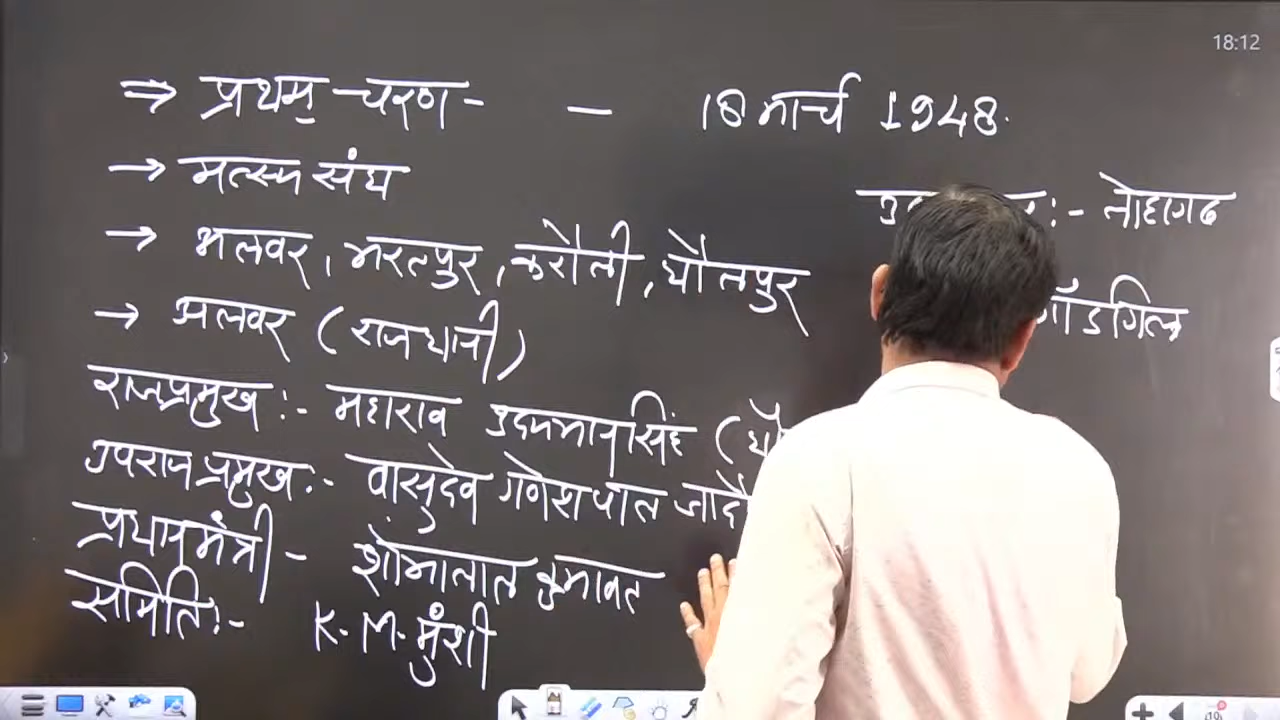 18:12
⇒ प्रथम चरण - - 18 मार्च 1948.
→ मत्स्य संघ
:- लोहागढ
→ अलवर, भरतपुर, करौली, धौलपुर
गॉडगिल
→ अलवर (राजधानी)
राजप्रमुख :- महाराव उदयभानसिंह (धौ
उपराजप्रमुख :- वासुदेव गणेशपाल जादौ
प्रधानमंत्री - शोभालाल कुमावत
समिति :- K. M. मुंशी